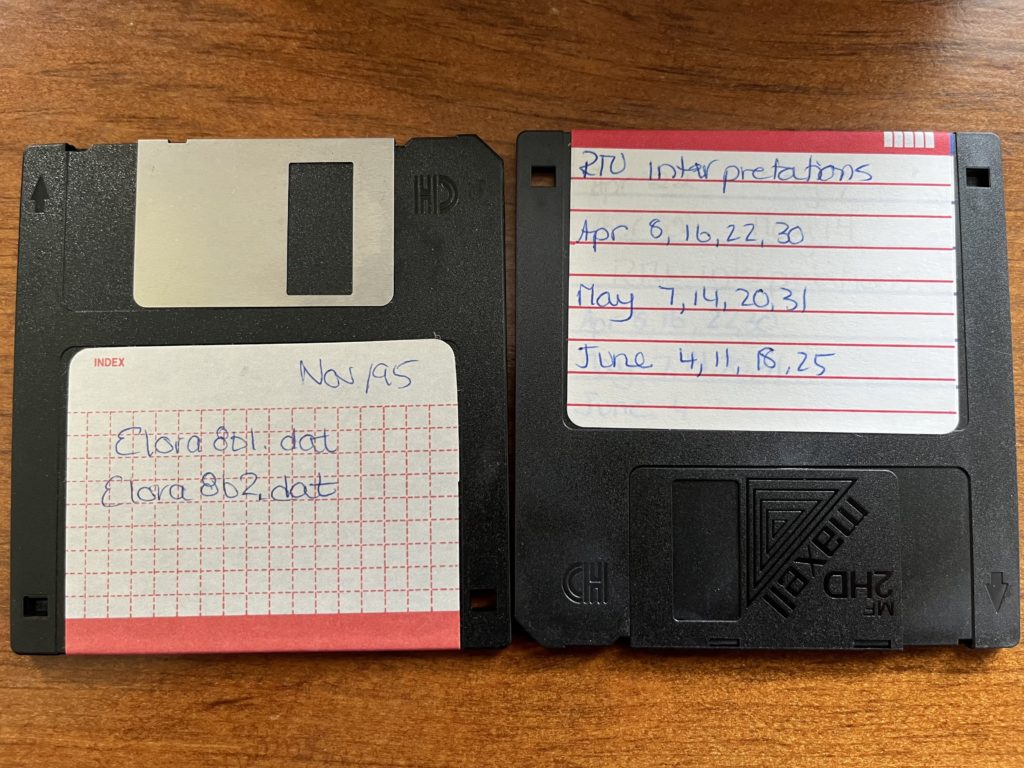 HD
INDEX
Nov/95
Elora 8b1.dat
Elora 8b2.dat
RTU interpretations
Apr 8, 16, 22, 30
May 7, 14, 20, 31
June 4, 11, 18, 25
HD
maxell
MF 2HD